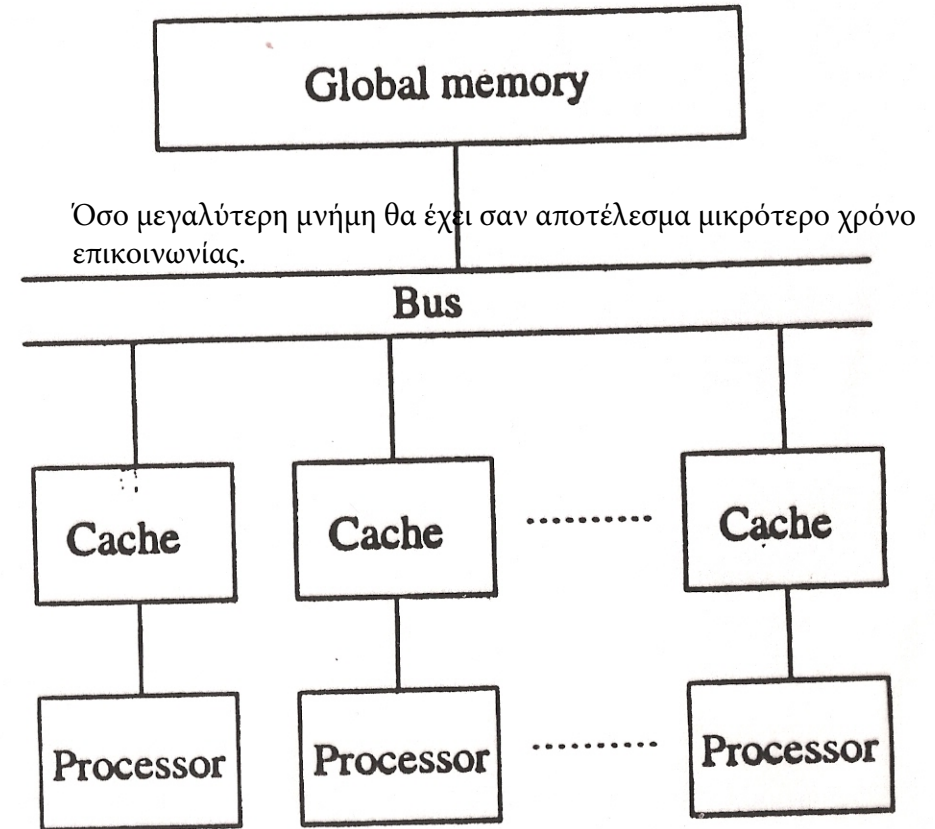 Global memory
Όσο μεγαλύτερη μνήμη θα έχει σαν αποτέλεσμα μικρότερο χρόνο
επικοινωνίας.
Bus
Cache Cache Cache
Processor Processor Processor